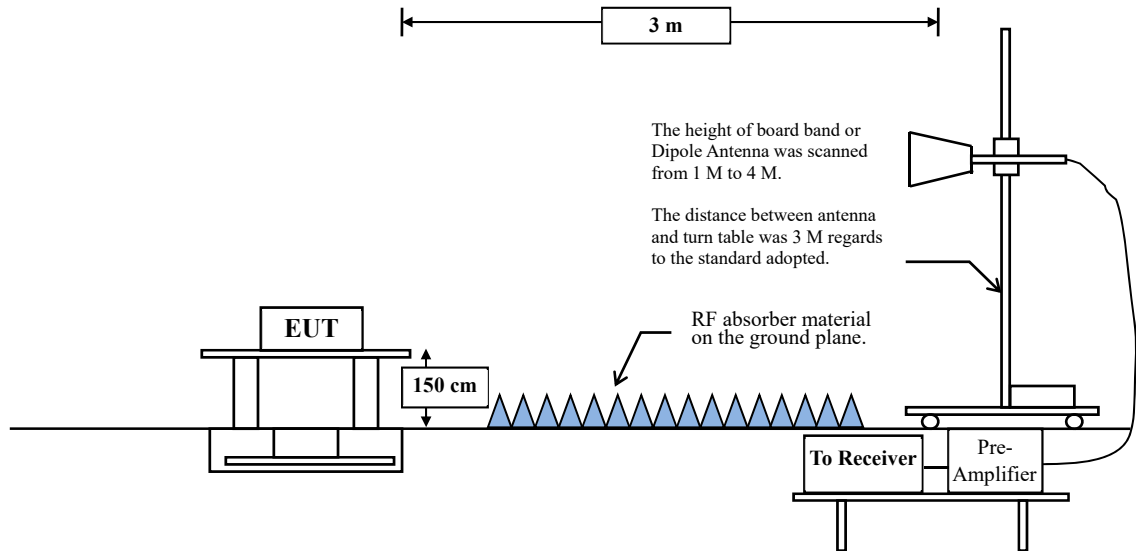 3 m
The height of board band or
Dipole Antenna was scanned
from 1 M to 4 M.
The distance between antenna
and turn table was 3 M regards
to the standard adopted.
EUT
RF absorber material
on the ground plane.
150 cm
To Receiver
Pre-
Amplifier